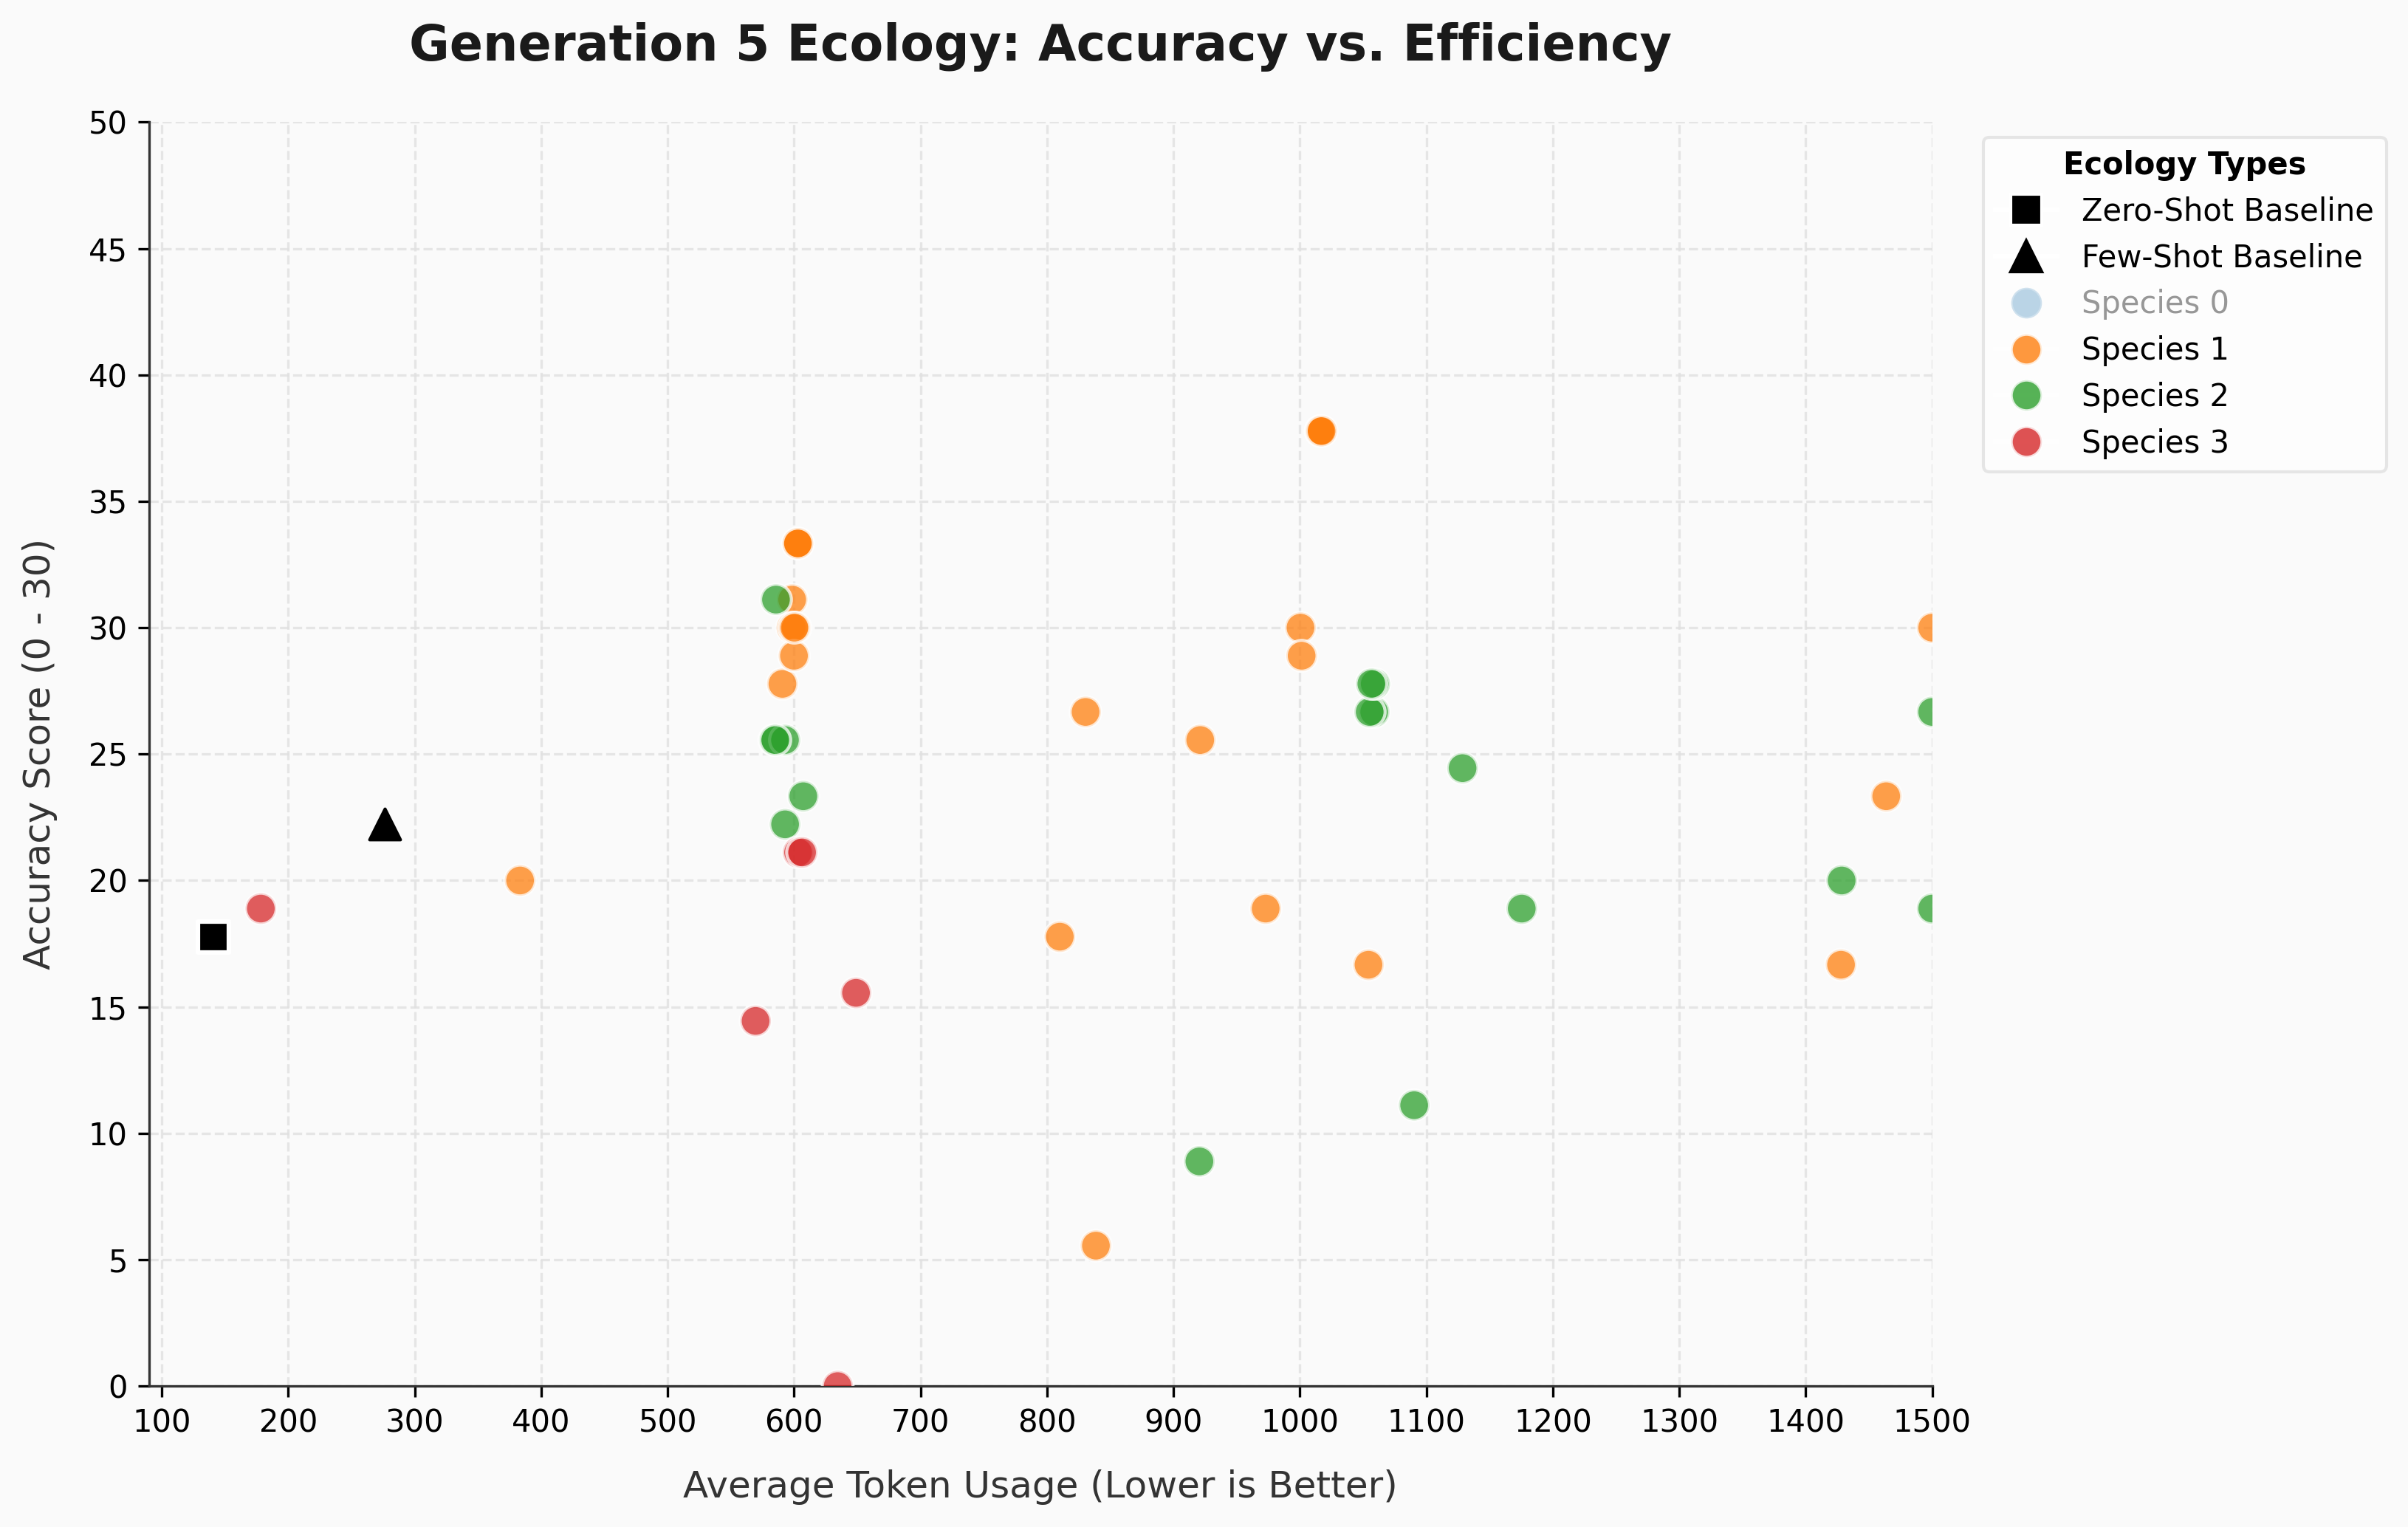 Generation 5 Ecology: Accuracy vs. Efficiency
50
45
40
35
30
25
20
15
10
5
0
Accuracy Score (0 - 30)
100 200 300 400 500 600 700 800 900 1000 1100 1200 1300 1400 1500
Average Token Usage (Lower is Better)
Ecology Types
Zero-Shot Baseline
Few-Shot Baseline
Species 0
Species 1
Species 2
Species 3